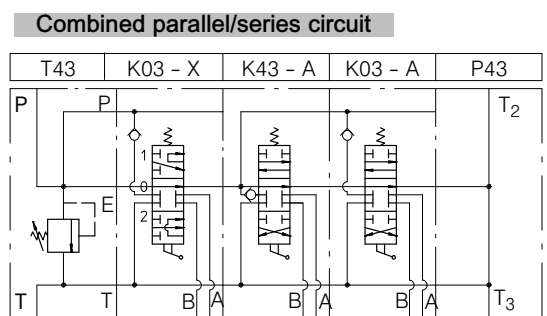 Combined parallel/series circuit
T43 K03 - X K43 - A K03 - A P43
P P T2
1
0
E
2
T T B A B A B A T3